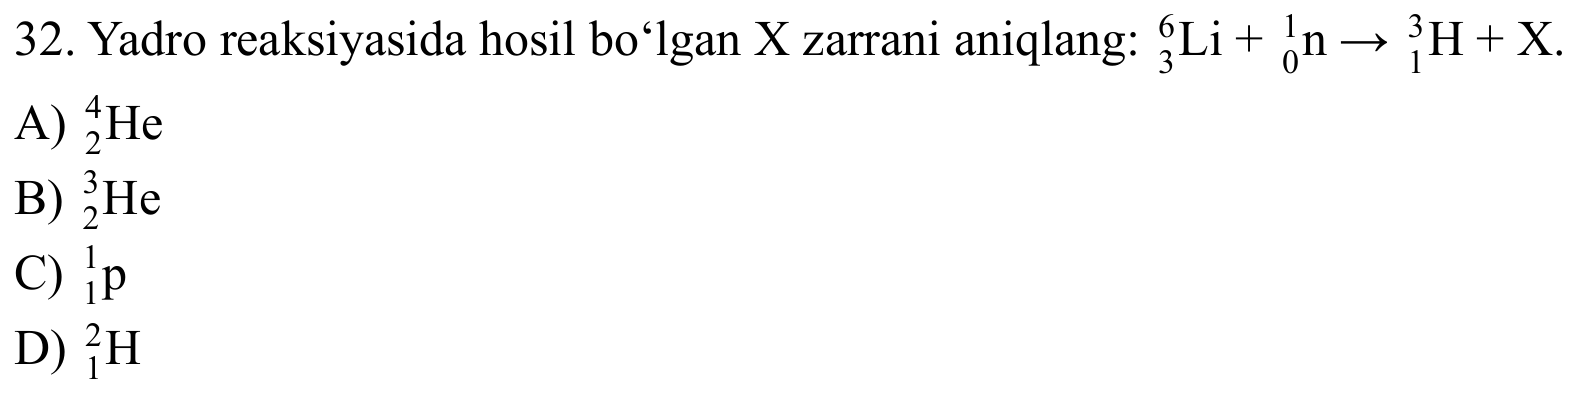 32. Yadro reaksiyasida hosil bo‘lgan X zarrani aniqlang: ⁶₃Li + ¹₀n → ³₁H + X.
A) ⁴₂He
B) ³₂He
C) ¹₁p
D) ²₁H